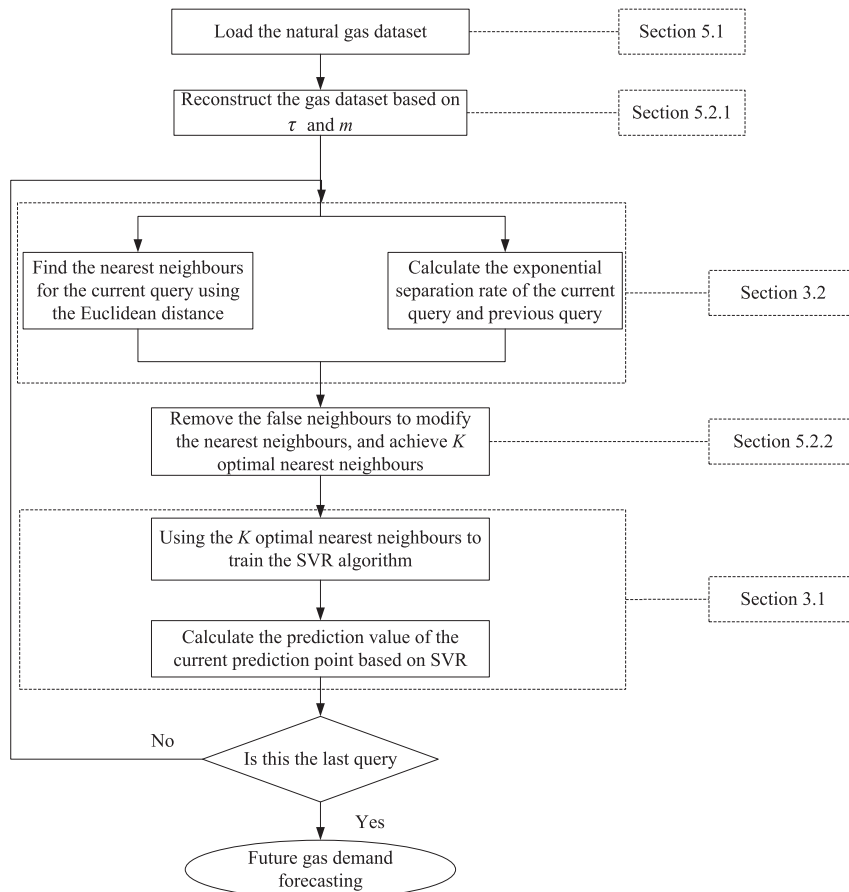 Load the natural gas dataset
Section 5.1
Reconstruct the gas dataset based on
τ and m
Section 5.2.1
Find the nearest neighbours
for the current query using
the Euclidean distance
Calculate the exponential
separation rate of the current
query and previous query
Section 3.2
Remove the false neighbours to modify
the nearest neighbours, and achieve K
optimal nearest neighbours
Section 5.2.2
Using the K optimal nearest neighbours to
train the SVR algorithm
Section 3.1
Calculate the prediction value of the
current prediction point based on SVR
No
Is this the last query
Yes
Future gas demand
forecasting